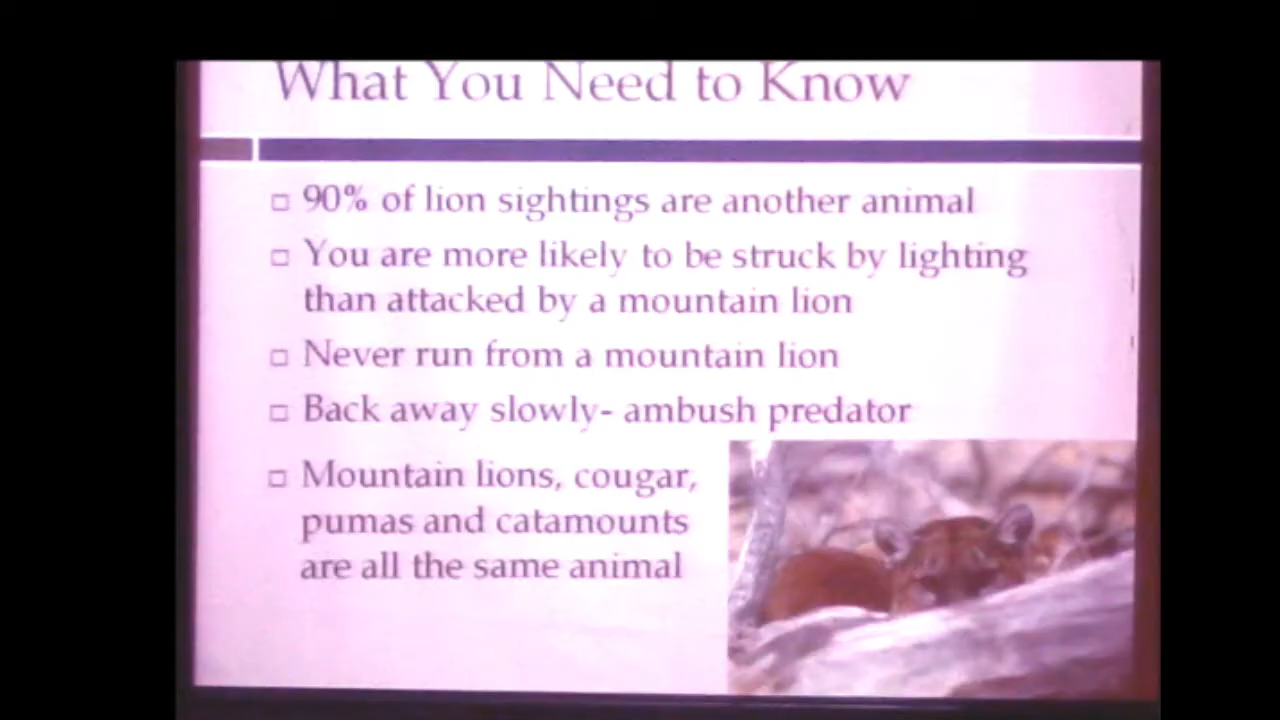 What You Need to Know
90% of lion sightings are another animal
You are more likely to be struck by lighting
than attacked by a mountain lion
Never run from a mountain lion
Back away slowly- ambush predator
Mountain lions, cougar,
pumas and catamounts
are all the same animal